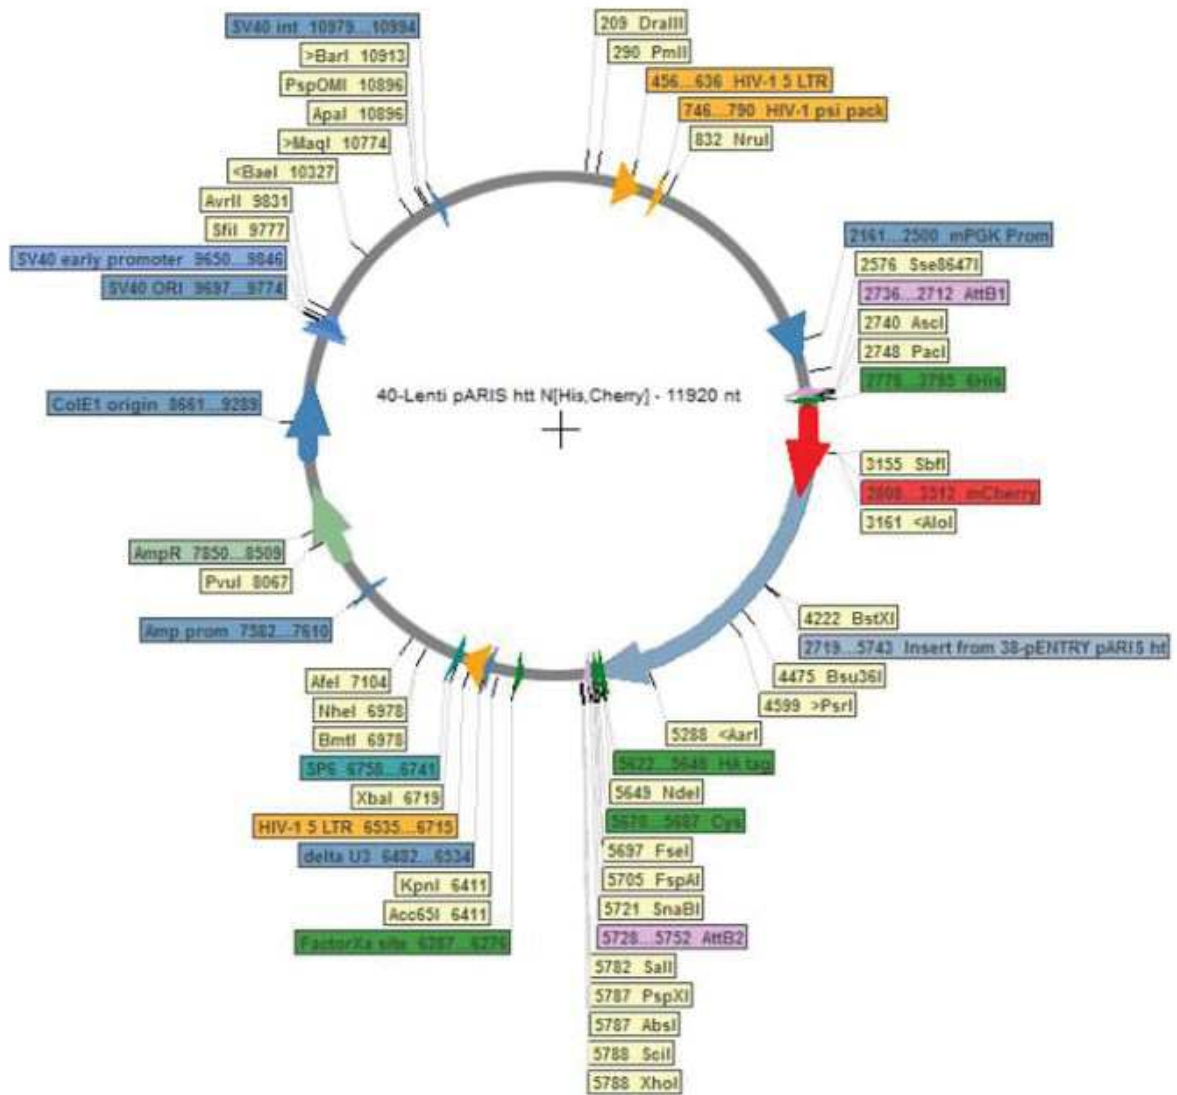 SV40 int 10979...10994
>BarI 10913
PspOMI 10896
ApaI 10896
>MaqI 10774
<BaeI 10327
AvrII 9831
SfiI 9777
SV40 early promoter 9650...9846
SV40 ORI 9697...9774
ColE1 origin 8661...9289
AmpR 7850...8509
PvuI 8067
Amp prom 7582...7610
AfeI 7104
NheI 6978
BmtI 6978
SP6 6758...6741
XbaI 6719
HIV-1 5 LTR 6535...6715
delta U3 6482...6534
KpnI 6411
Acc65I 6411
FactorXa site 6287...6276
209 DraIII
290 PmlI
456...636 HIV-1 5 LTR
746...790 HIV-1 psi pack
832 NruI
2161...2500 mPGK Prom
2576 Sse8647I
2736...2712 AttB1
2740 AscI
2748 PacI
6His
40-Lenti pARIS htt N[His,Cherry] - 11920 nt
3155 SbfI
mCherry
3161 <AloI
4222 BstXI
2719...5743 Insert from 38-pENTRY pARIS ht
4475 Bsu36I
4599 >PsrI
5288 <AarI
5622...5648 HA tag
5649 NdeI
Cys
5697 FseI
5705 FspAI
5721 SnaBI
5728...5752 AttB2
5782 SalI
5787 PspXI
5787 AbsI
5788 SciI
5788 XhoI